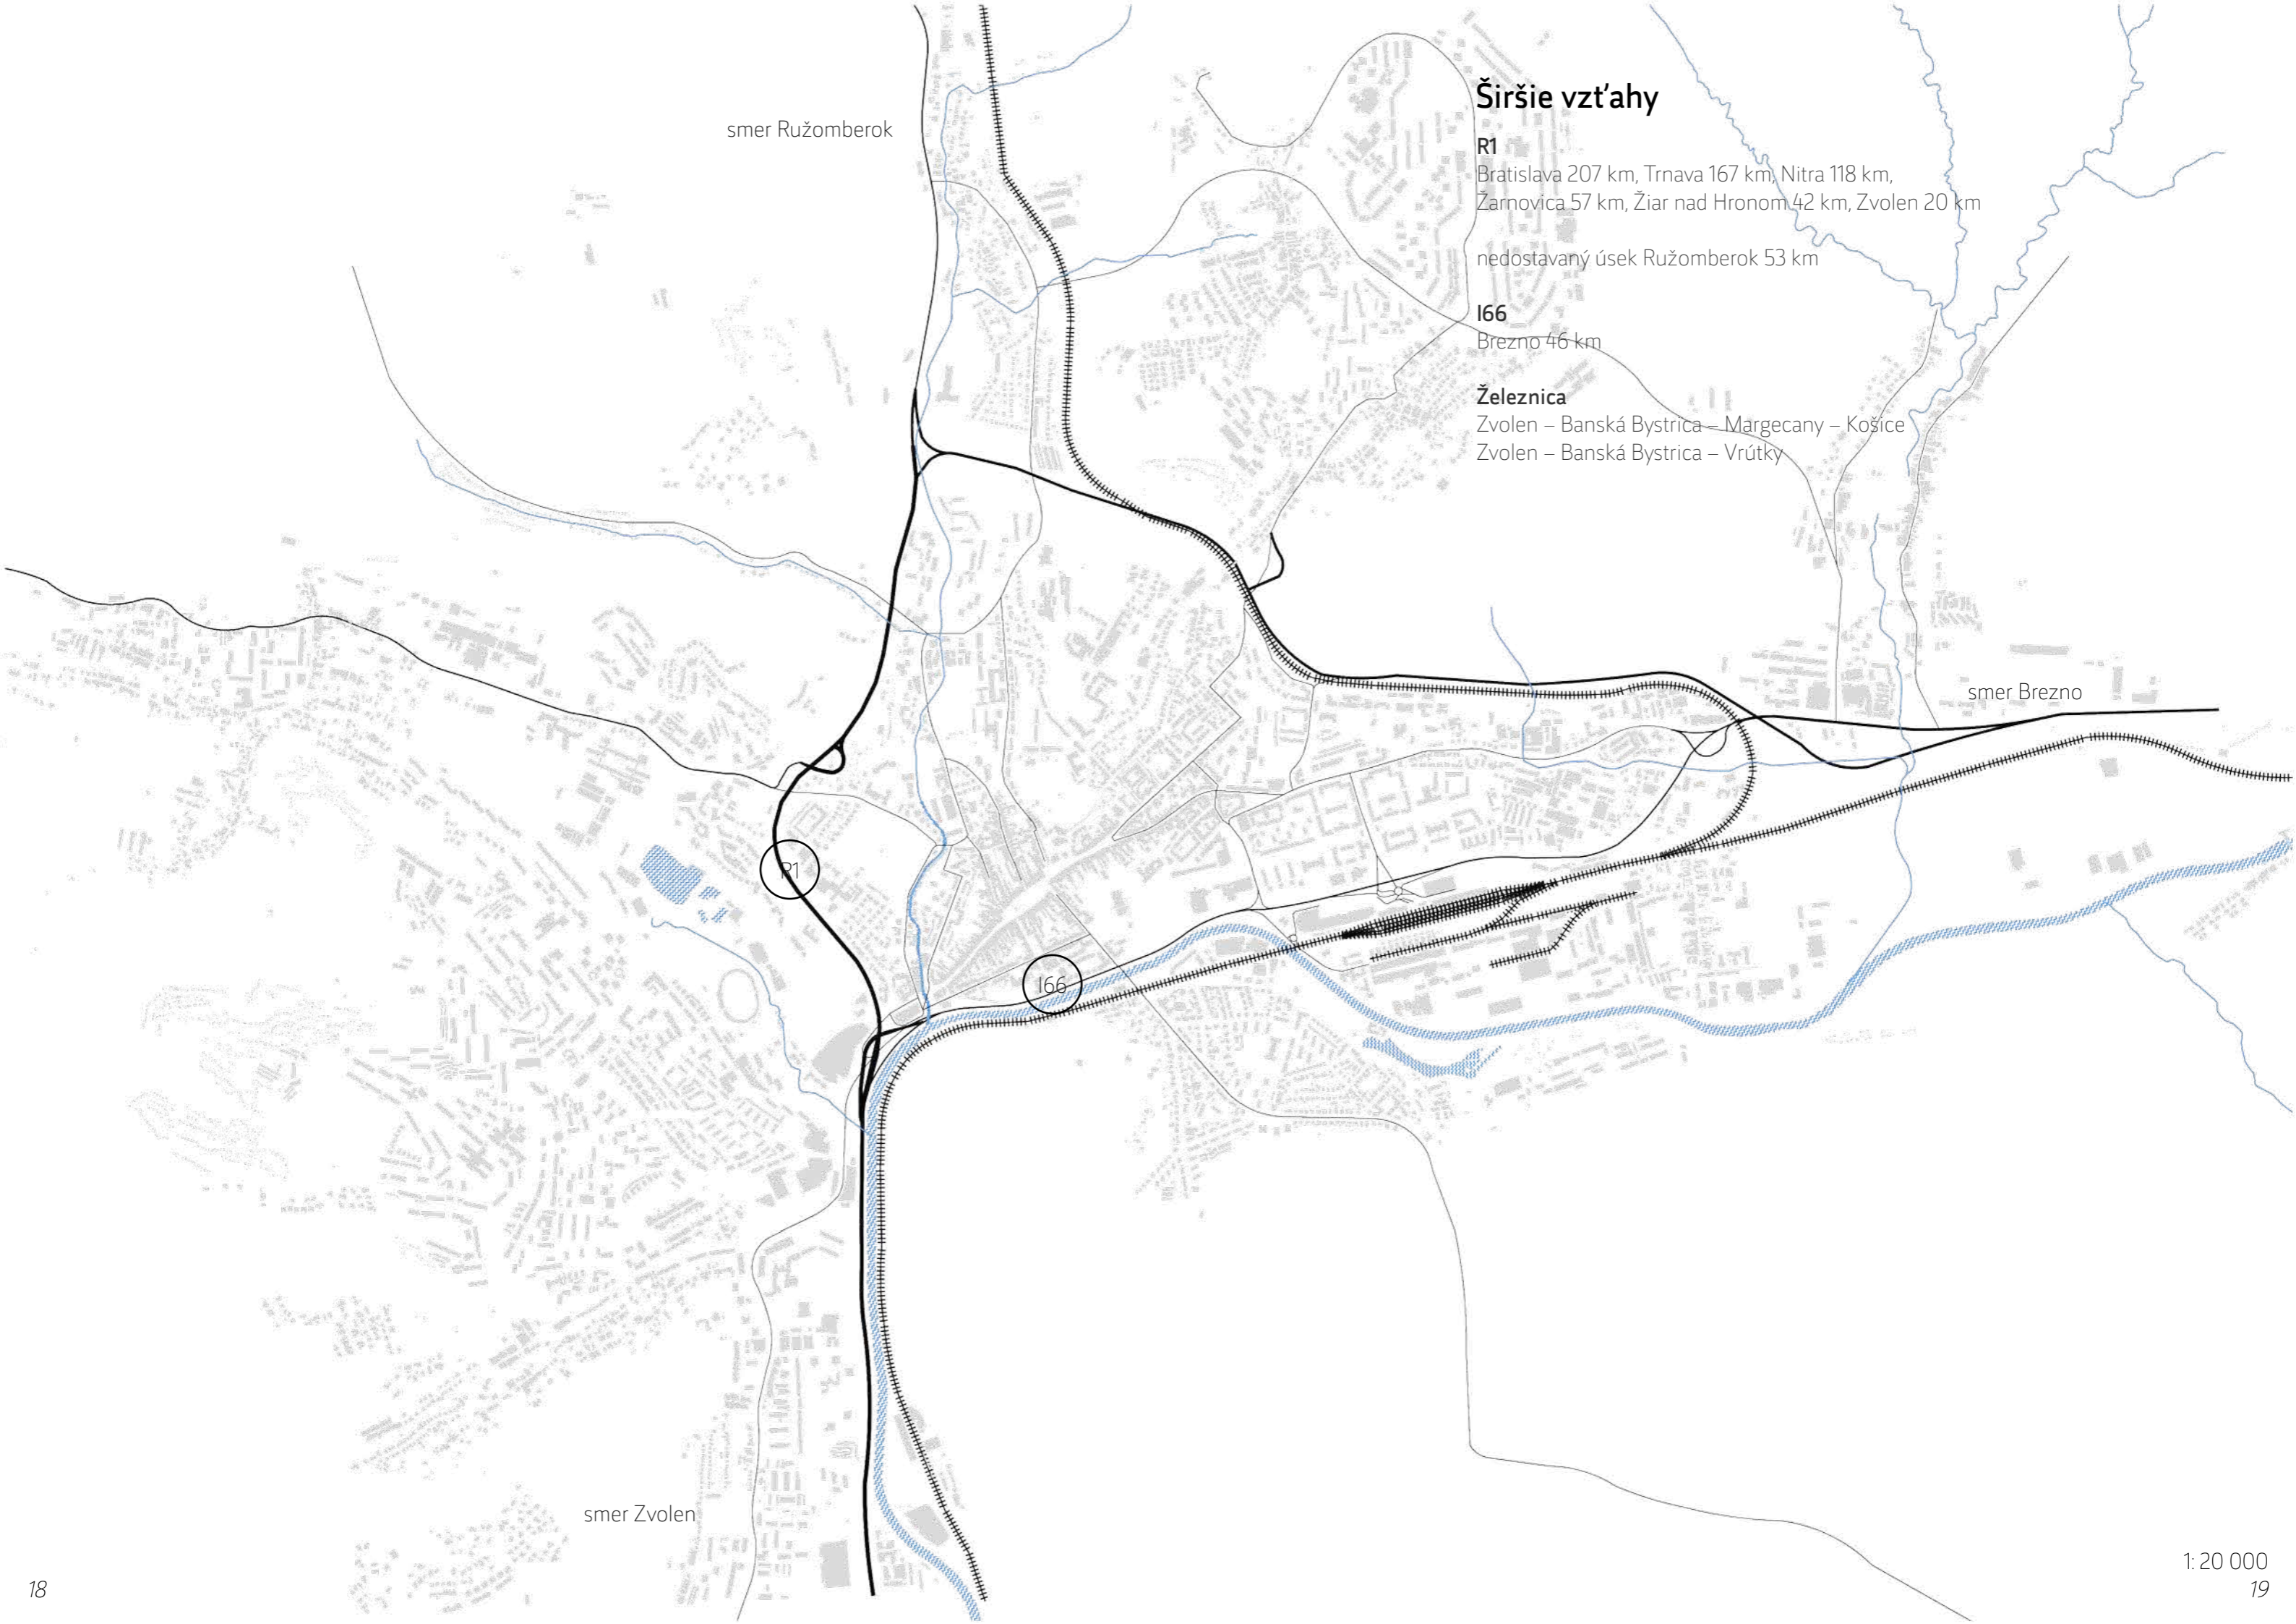 smer Ružomberok
Širšie vzťahy
R1
Bratislava 207 km, Trnava 167 km, Nitra 118 km,
Žarnovica 57 km, Žiar nad Hronom 42 km, Zvolen 20 km
nedostavaný úsek Ružomberok 53 km
I66
Brezno 46 km
Železnica
Zvolen – Banská Bystrica – Margecany – Košice
Zvolen – Banská Bystrica – Vrútky
smer Brezno
R1
I66
smer Zvolen
1: 20 000
18
19